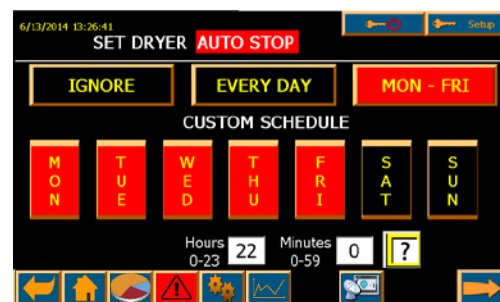 6/13/2014 13:26:41
Setup
SET DRYER AUTO STOP
IGNORE
EVERY DAY
MON - FRI
CUSTOM SCHEDULE
MON
TUE
WED
THU
FRI
SAT
SUN
Hours
0-23
22
Minutes
0-59
0
?